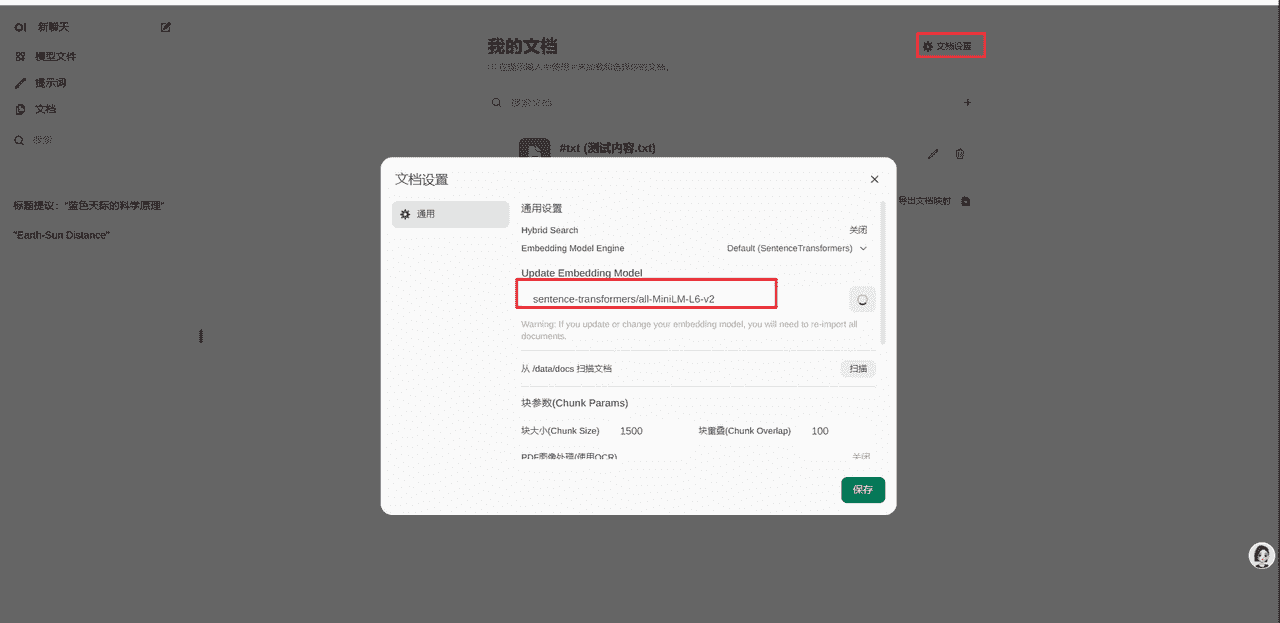 OI 新聊天
模型文件
提示词
文档
搜索
标题提议："蓝色天际的科学原理"
"Earth-Sun Distance"
我的文档
文档设置
搜索文档
#txt (测试内容.txt)
导出文档映射
文档设置
通用
通用设置
Hybrid Search 关闭
Embedding Model Engine Default (SentenceTransformers)
Update Embedding Model
sentence-transformers/all-MiniLM-L6-v2
Warning: If you update or change your embedding model, you will need to re-import all
documents.
从 /data/docs 扫描文档 扫描
块参数(Chunk Params)
块大小(Chunk Size) 1500 块重叠(Chunk Overlap) 100
PDF图像处理(使用OCR) 关闭
保存